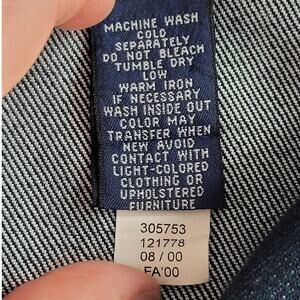 MACHINE WASH
COLD
SEPARATELY
DO NOT BLEACH
TUMBLE DRY
LOW
WARM IRON
IF NECESSARY
WASH INSIDE OUT
COLOR MAY
TRANSFER WHEN
NEW AVOID
CONTACT WITH
LIGHT-COLORED
CLOTHING OR
UPHOLSTERED
FURNITURE
305753
121778
08 / 00
FA'00